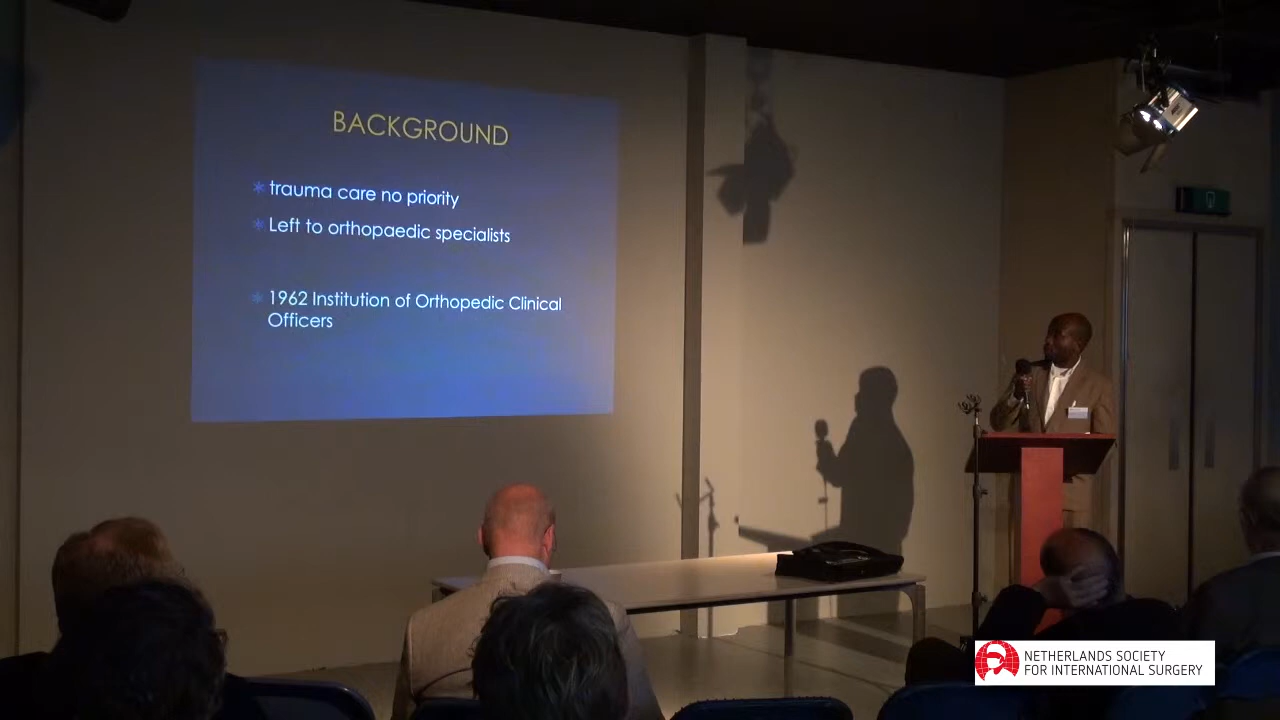 BACKGROUND
* trauma care no priority
* Left to orthopaedic specialists
* 1962 Institution of Orthopedic Clinical
Officers
NETHERLANDS SOCIETY
FOR INTERNATIONAL SURGERY